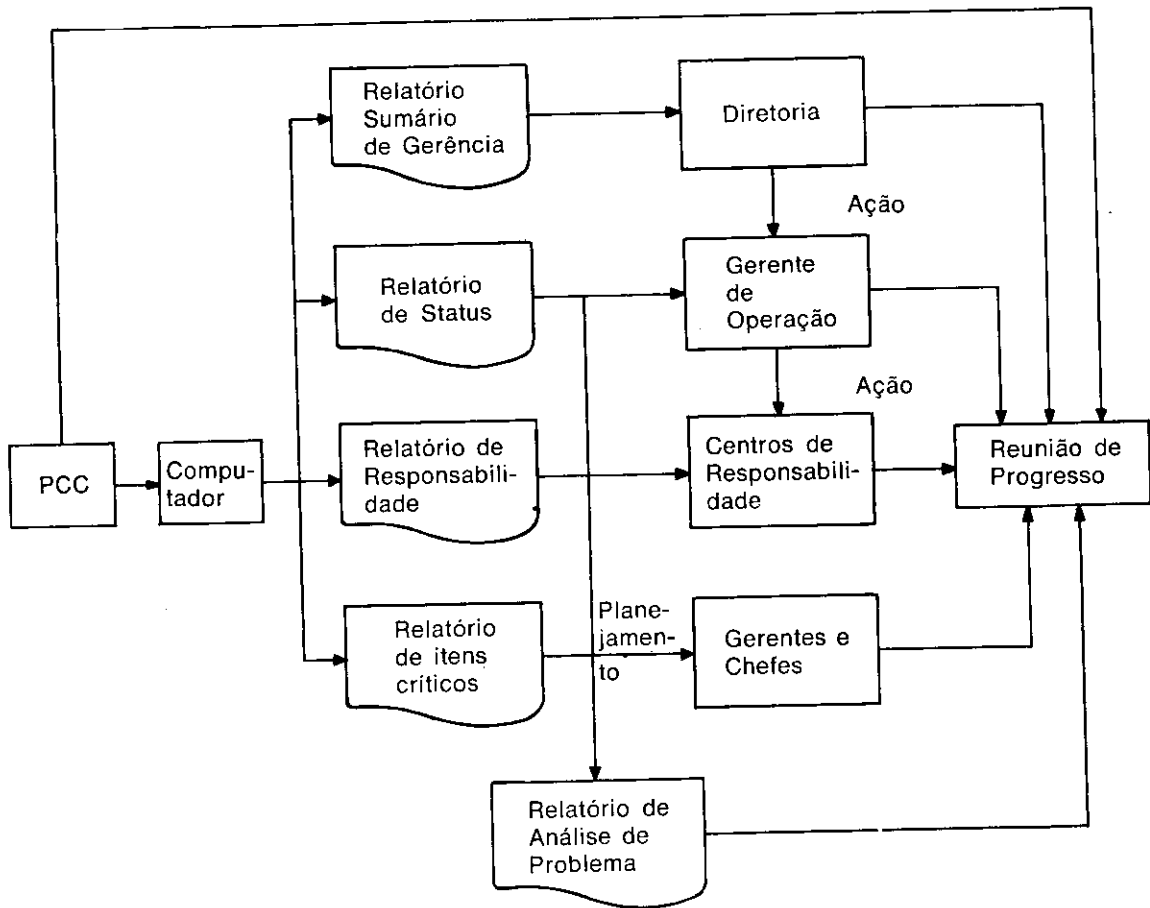 Relatório
Sumário
de Gerência
Diretoria
Ação
Relatório
de Status
Gerente
de
Operação
Ação
PCC
Compu-
tador
Relatório de
Responsabili-
dade
Centros de
Responsabili-
dade
Reunião de
Progresso
Relatório
de itens
críticos
Plane-
jamen-
to
Gerentes e
Chefes
Relatório de
Análise de
Problema